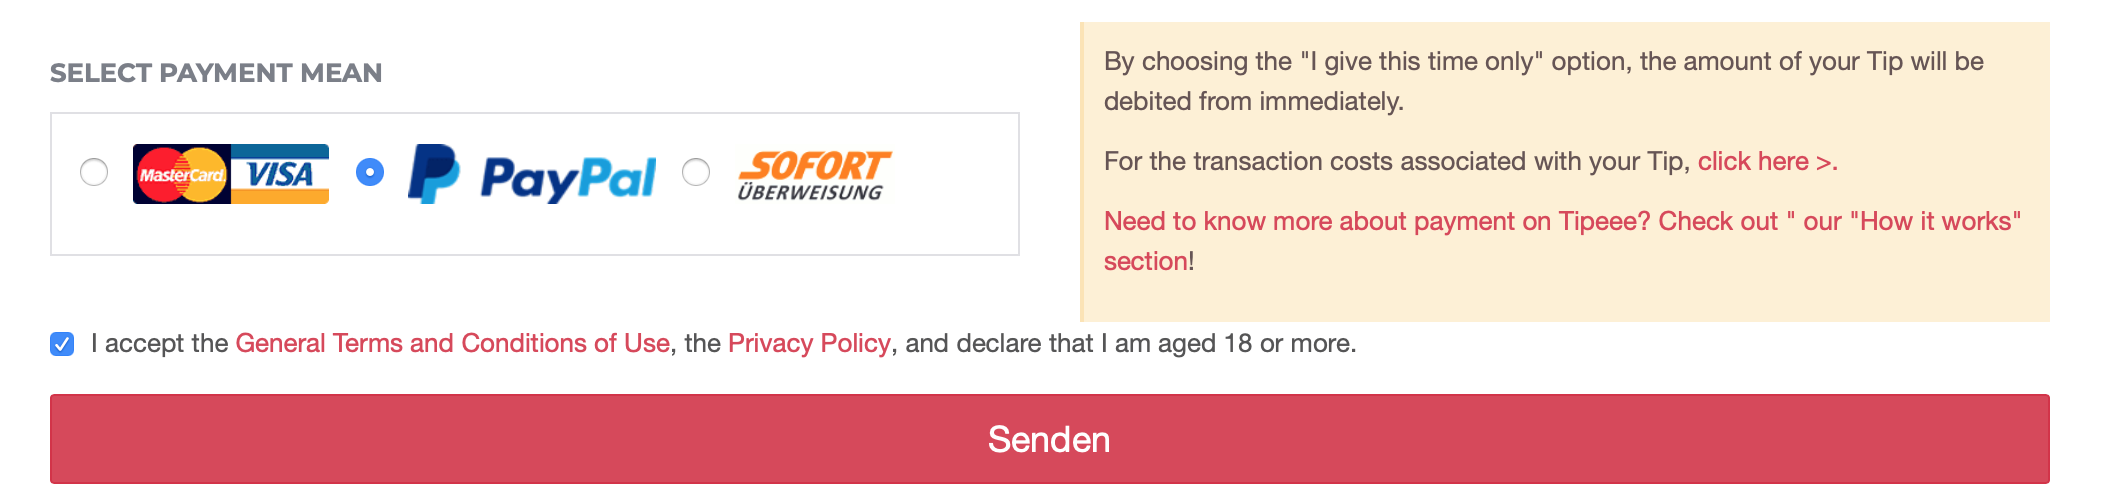 SELECT PAYMENT MEAN
MasterCard VISA PayPal SOFORT
ÜBERWEISUNG
By choosing the "I give this time only" option, the amount of your Tip will be
debited from immediately.
For the transaction costs associated with your Tip, click here >.
Need to know more about payment on Tipeee? Check out " our "How it works"
section!
I accept the General Terms and Conditions of Use, the Privacy Policy, and declare that I am aged 18 or more.
Senden